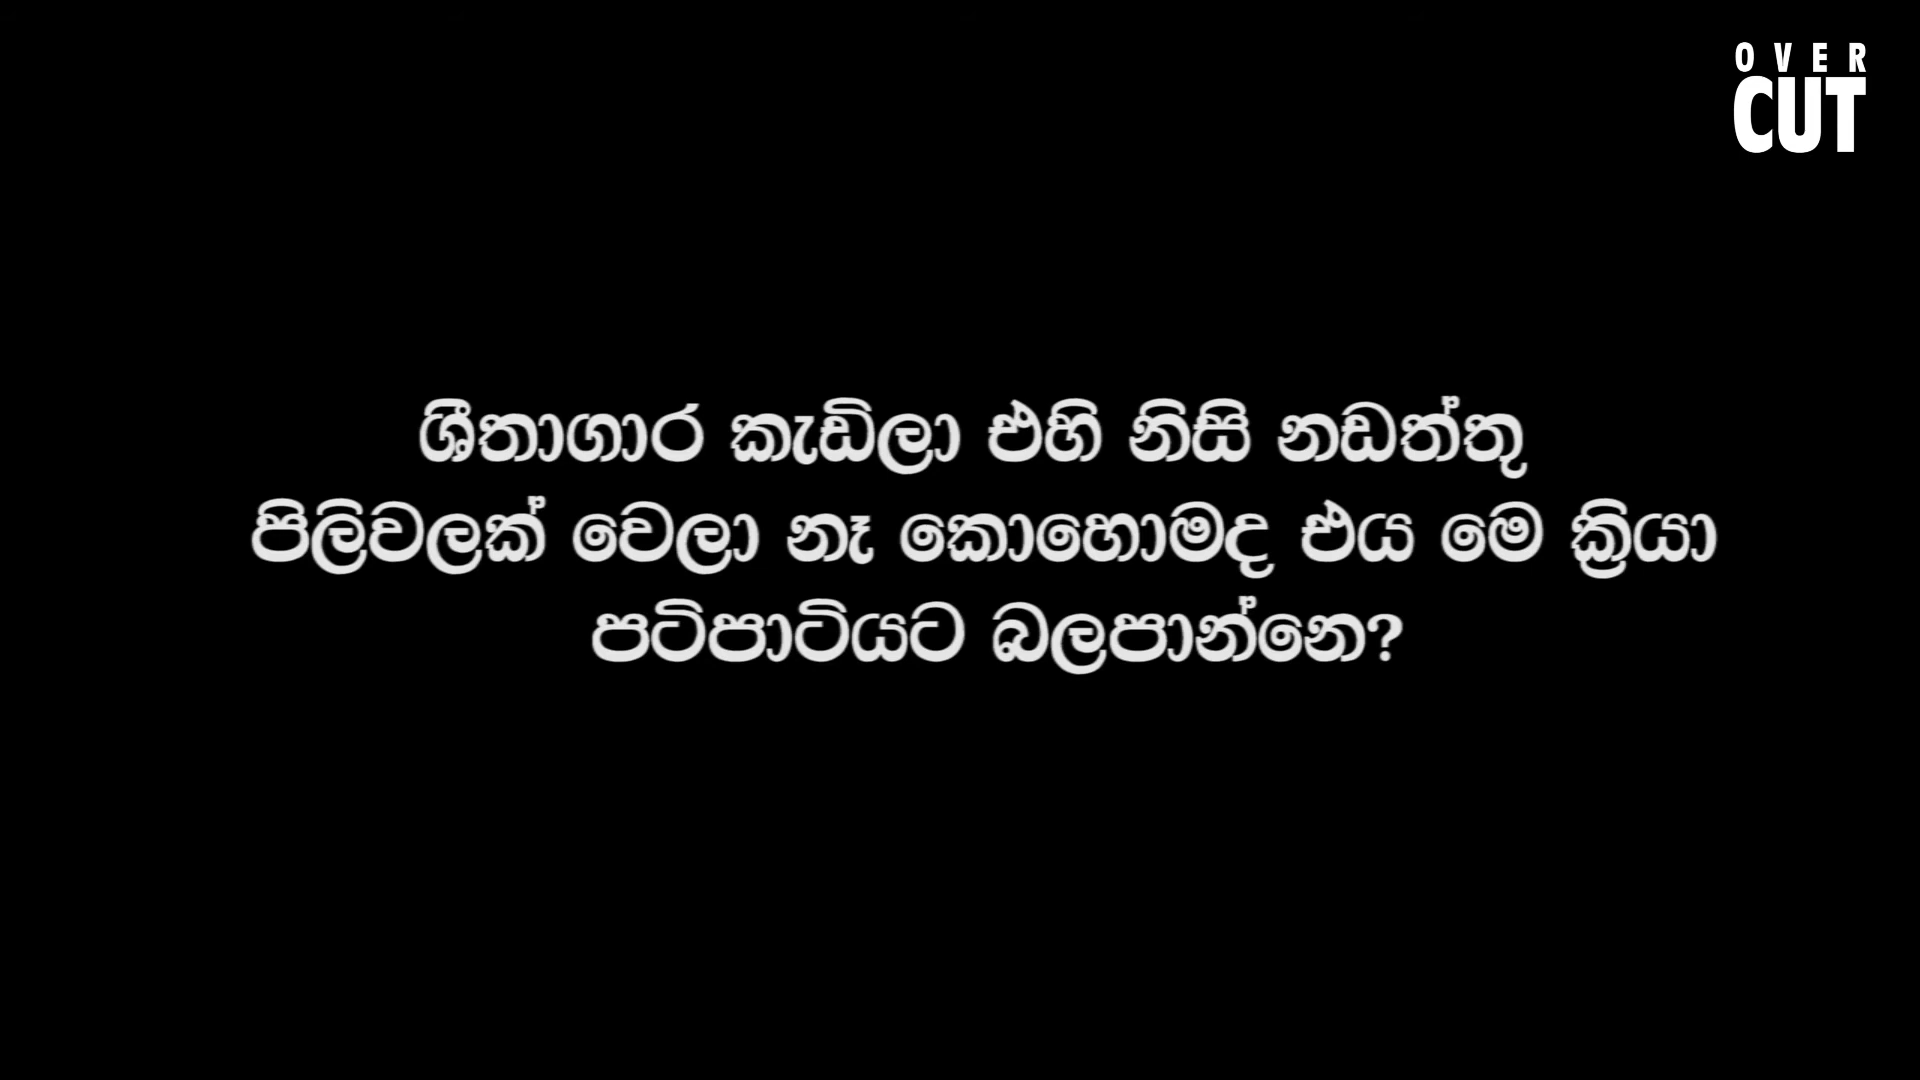 OVER
CUT
ශීතාගාර කැඩිලා එහි නිසි නඩත්තු
පිලිවලක් වෙලා නෑ කොහොමද එය මෙ ක්‍රියා
පටිපාටියට බලපාන්නෙ?